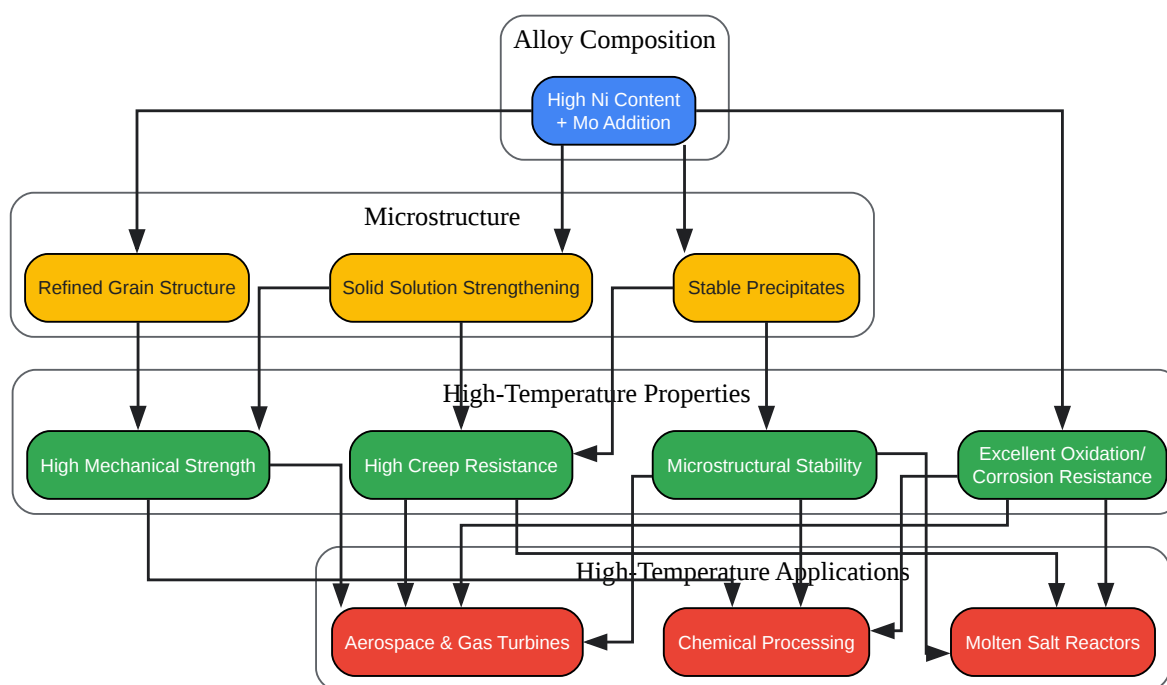 Alloy Composition
High Ni Content
+ Mo Addition
Microstructure
Refined Grain Structure
Solid Solution Strengthening
Stable Precipitates
High-Temperature Properties
High Mechanical Strength
High Creep Resistance
Microstructural Stability
Excellent Oxidation/
Corrosion Resistance
High-Temperature Applications
Aerospace & Gas Turbines
Chemical Processing
Molten Salt Reactors